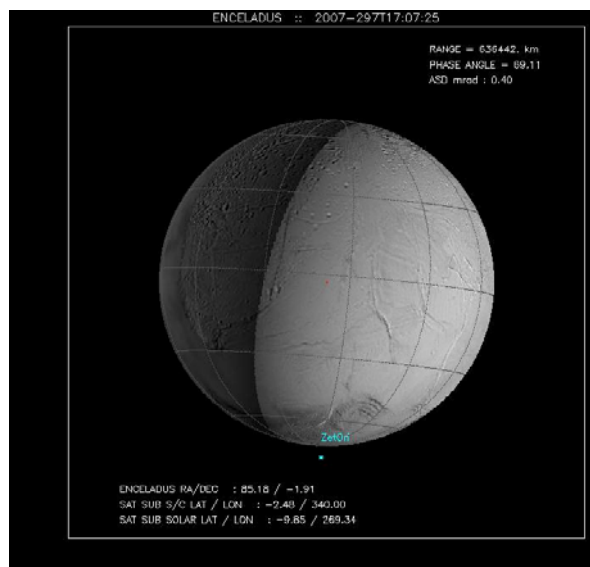 ENCELADUS :: 2007-297T17:07:25
RANGE = 636442. km
PHASE ANGLE = 69.11
ASD mrad : 0.40
ZetOri
ENCELADUS RA/DEC : 85.18 / -1.91
SAT SUB S/C LAT / LON : -2.48 / 340.00
SAT SUB SOLAR LAT / LON : -9.85 / 269.34